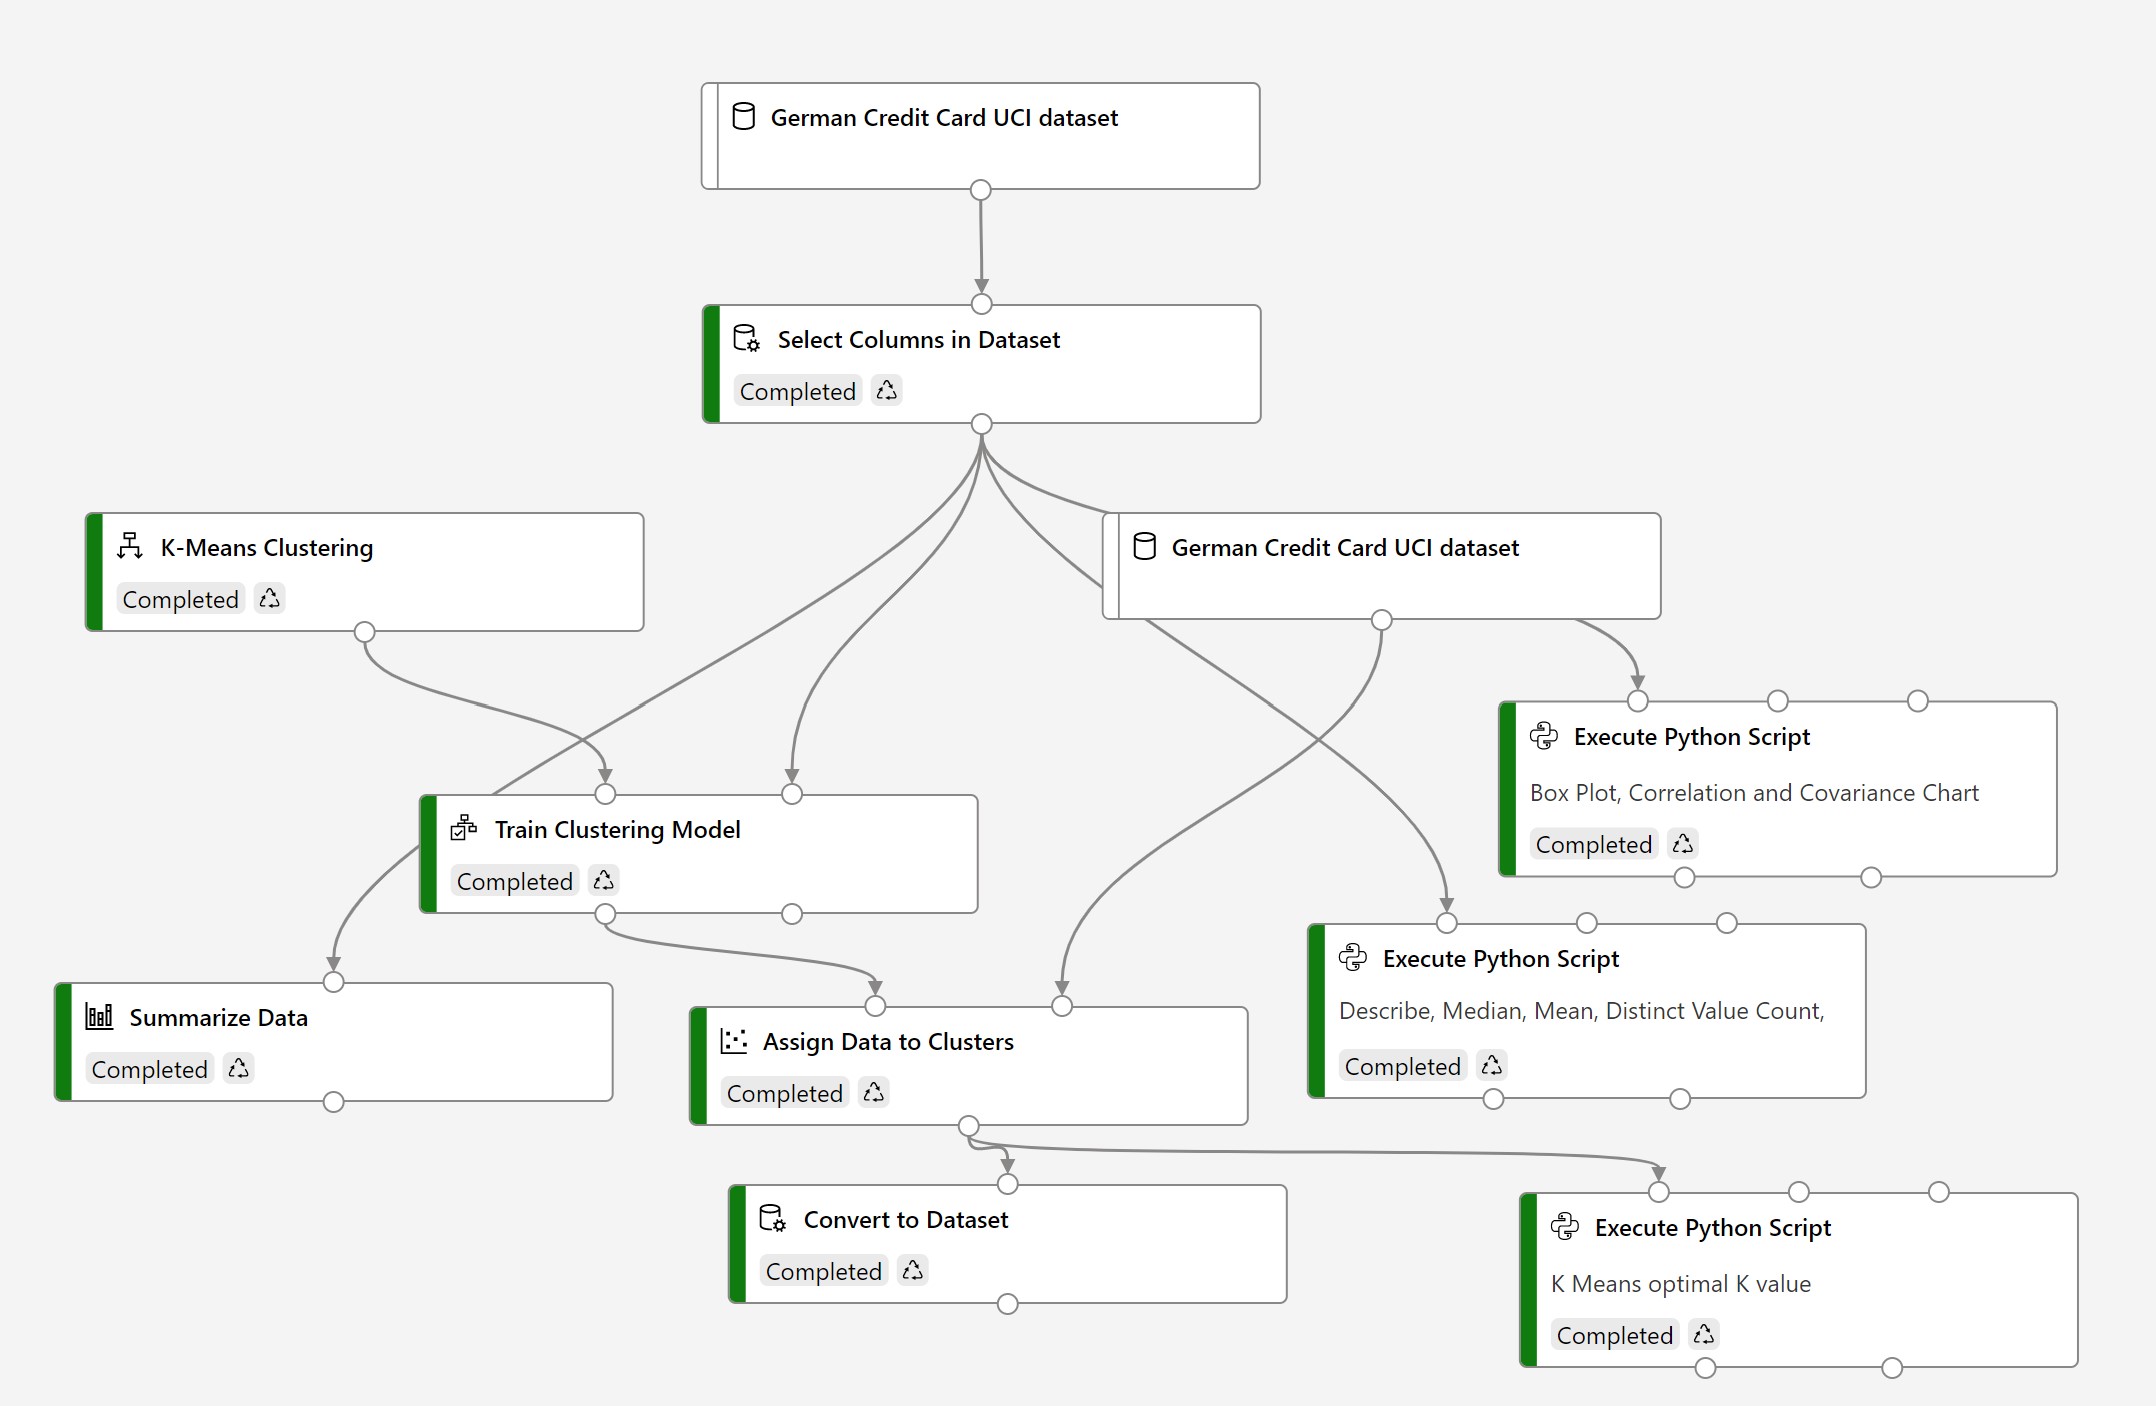 German Credit Card UCI dataset
Select Columns in Dataset
Completed
K-Means Clustering
Completed
German Credit Card UCI dataset
Execute Python Script
Box Plot, Correlation and Covariance Chart
Completed
Train Clustering Model
Completed
Execute Python Script
Describe, Median, Mean, Distinct Value Count,
Completed
Summarize Data
Completed
Assign Data to Clusters
Completed
Convert to Dataset
Completed
Execute Python Script
K Means optimal K value
Completed